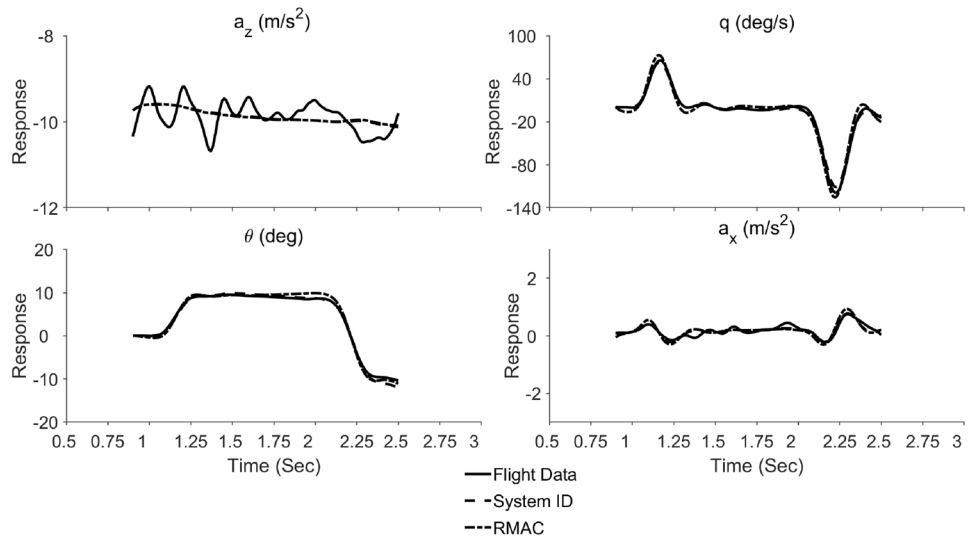 a_z (m/s²)
-8
-10
-12
Response
q (deg/s)
100
40
-20
-80
-140
Response
θ (deg)
20
10
0
-10
-20
Response
0.5 0.75 1 1.25 1.5 1.75 2 2.25 2.5 2.75 3
Time (Sec)
a_x (m/s²)
2
0
-2
Response
0.5 0.75 1 1.25 1.5 1.75 2 2.25 2.5 2.75 3
Time (Sec)
Flight Data
System ID
RMAC